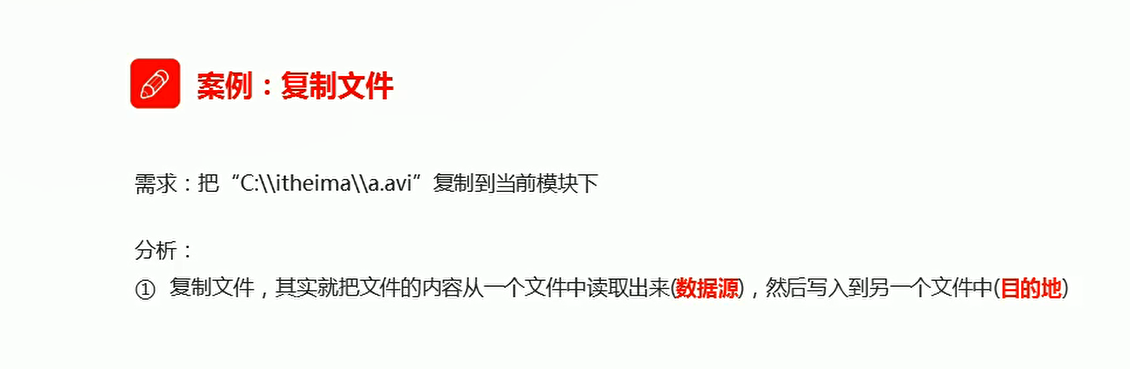 案例：复制文件
需求：把“C:\\itheima\\a.avi”复制到当前模块下
分析：
① 复制文件，其实就把文件的内容从一个文件中读取出来(数据源)，然后写入到另一个文件中(目的地)